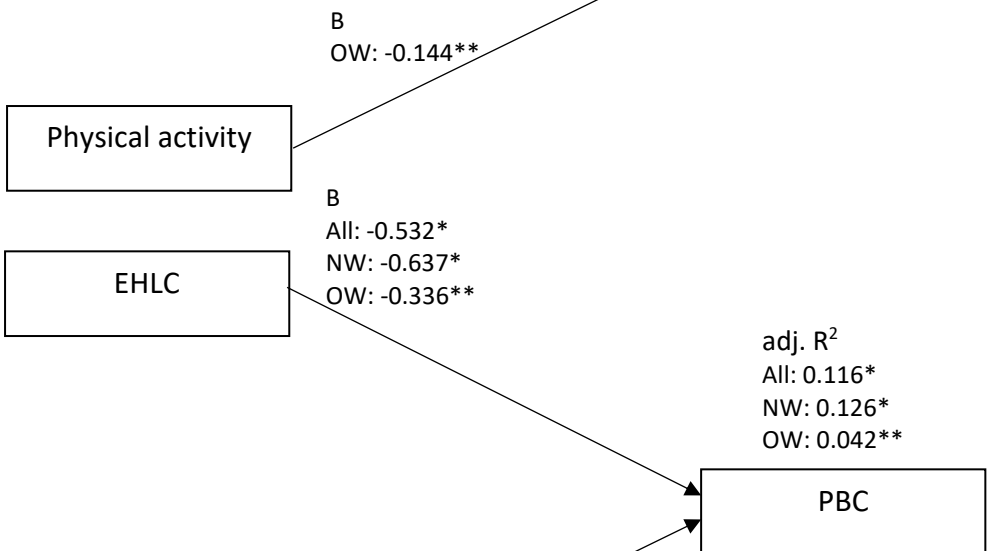 B
OW: -0.144**
Physical activity
B
All: -0.532*
NW: -0.637*
OW: -0.336**
EHLC
adj. R²
All: 0.116*
NW: 0.126*
OW: 0.042**
PBC